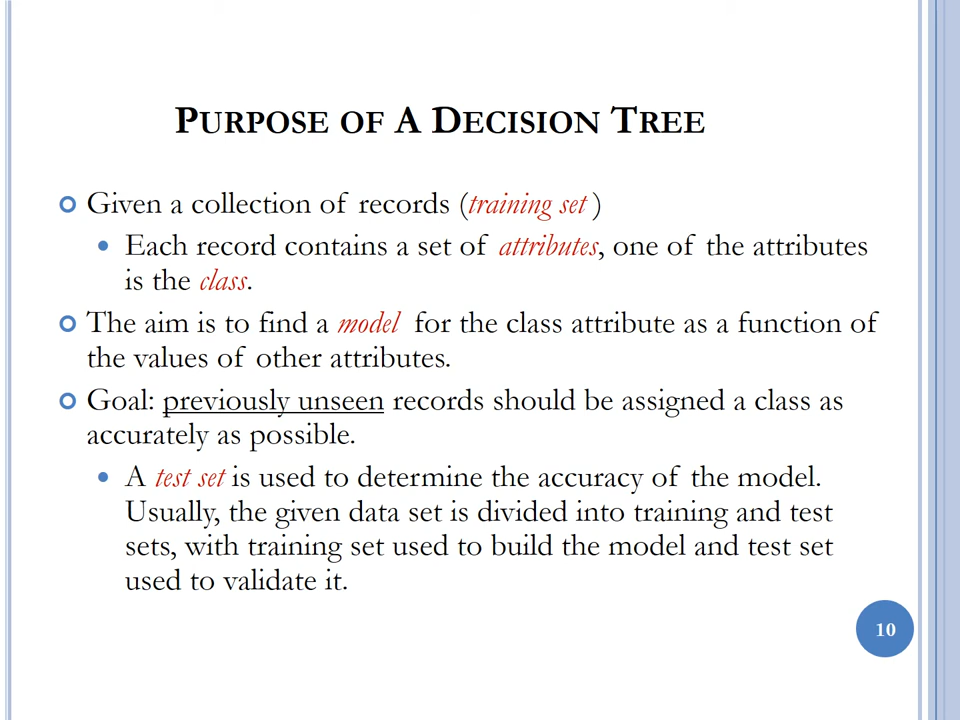 PURPOSE OF A DECISION TREE
Given a collection of records (training set )
Each record contains a set of attributes, one of the attributes
is the class.
The aim is to find a model for the class attribute as a function of
the values of other attributes.
Goal: previously unseen records should be assigned a class as
accurately as possible.
A test set is used to determine the accuracy of the model.
Usually, the given data set is divided into training and test
sets, with training set used to build the model and test set
used to validate it.
10